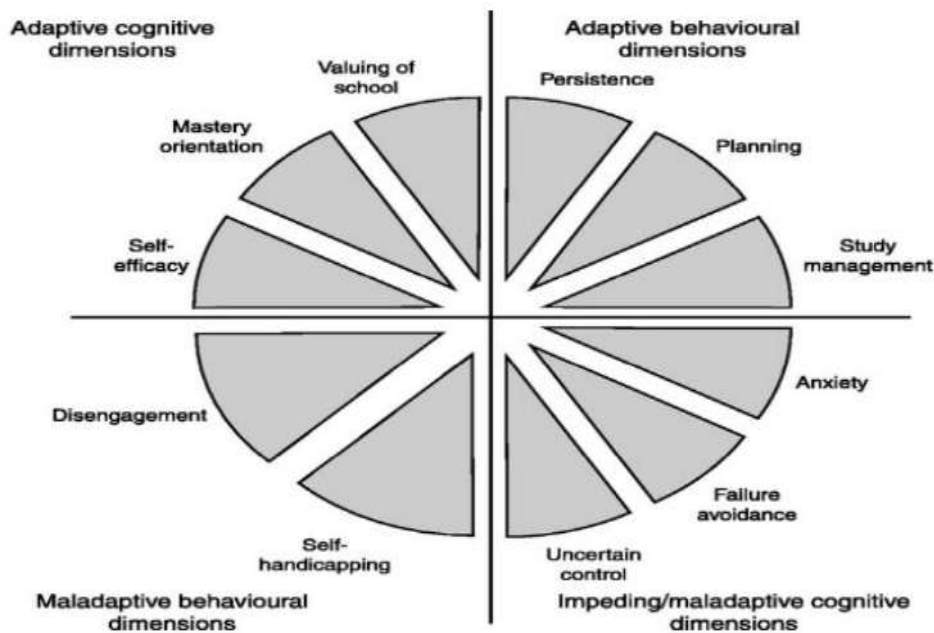 Adaptive cognitive
dimensions
Adaptive behavioural
dimensions
Valuing of
school
Persistence
Mastery
orientation
Planning
Self-
efficacy
Study
management
Disengagement
Anxiety
Failure
avoidance
Self-
handicapping
Uncertain
control
Maladaptive behavioural
dimensions
Impeding/maladaptive cognitive
dimensions